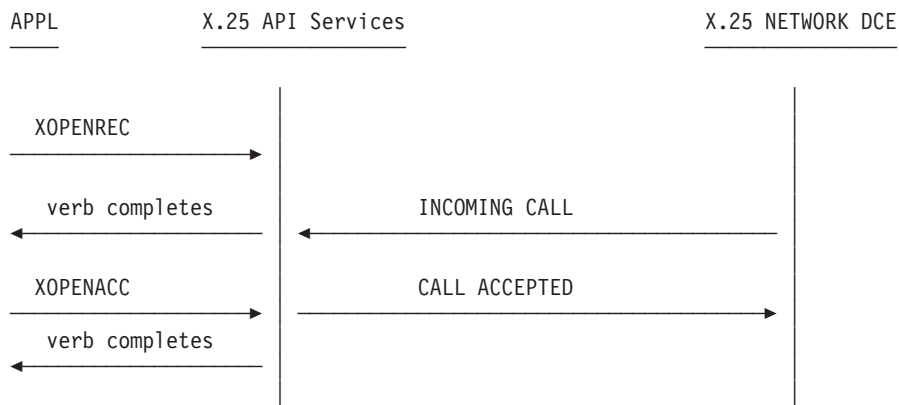 APPL X.25 API Services X.25 NETWORK DCE
XOPENREC
verb completes INCOMING CALL
XOPENACC CALL ACCEPTED
verb completes